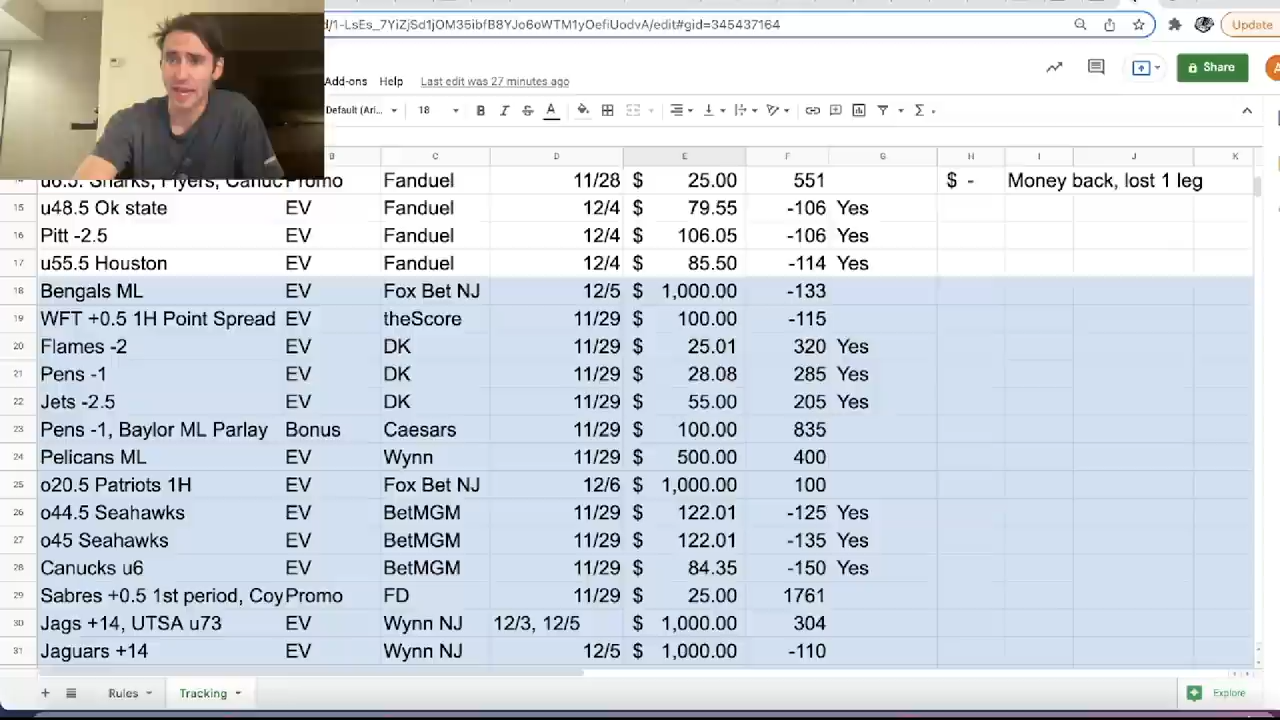 /1-LsEs_7YiZjSd1jOM35ibfB8YJo6oWTM1yOefiUodvA/edit#gid=345437164 Update
Add-ons Help Last edit was 27 minutes ago Share
Default (Ari... 18 B I S A Σ
B C D E F G H I J K
u6.5: Sharks, Flyers, Canuc Promo Fanduel 11/28 $ 25.00 551 $ - Money back, lost 1 leg
15 u48.5 Ok state EV Fanduel 12/4 $ 79.55 -106 Yes
16 Pitt -2.5 EV Fanduel 12/4 $ 106.05 -106 Yes
17 u55.5 Houston EV Fanduel 12/4 $ 85.50 -114 Yes
18 Bengals ML EV Fox Bet NJ 12/5 $ 1,000.00 -133
19 WFT +0.5 1H Point Spread EV theScore 11/29 $ 100.00 -115
20 Flames -2 EV DK 11/29 $ 25.01 320 Yes
21 Pens -1 EV DK 11/29 $ 28.08 285 Yes
22 Jets -2.5 EV DK 11/29 $ 55.00 205 Yes
23 Pens -1, Baylor ML Parlay Bonus Caesars 11/29 $ 100.00 835
24 Pelicans ML EV Wynn 11/29 $ 500.00 400
25 o20.5 Patriots 1H EV Fox Bet NJ 12/6 $ 1,000.00 100
26 o44.5 Seahawks EV BetMGM 11/29 $ 122.01 -125 Yes
27 o45 Seahawks EV BetMGM 11/29 $ 122.01 -135 Yes
28 Canucks u6 EV BetMGM 11/29 $ 84.35 -150 Yes
29 Sabres +0.5 1st period, Coy Promo FD 11/29 $ 25.00 1761
30 Jags +14, UTSA u73 EV Wynn NJ 12/3, 12/5 $ 1,000.00 304
31 Jaguars +14 EV Wynn NJ 12/5 $ 1,000.00 -110
+ Rules Tracking Explore